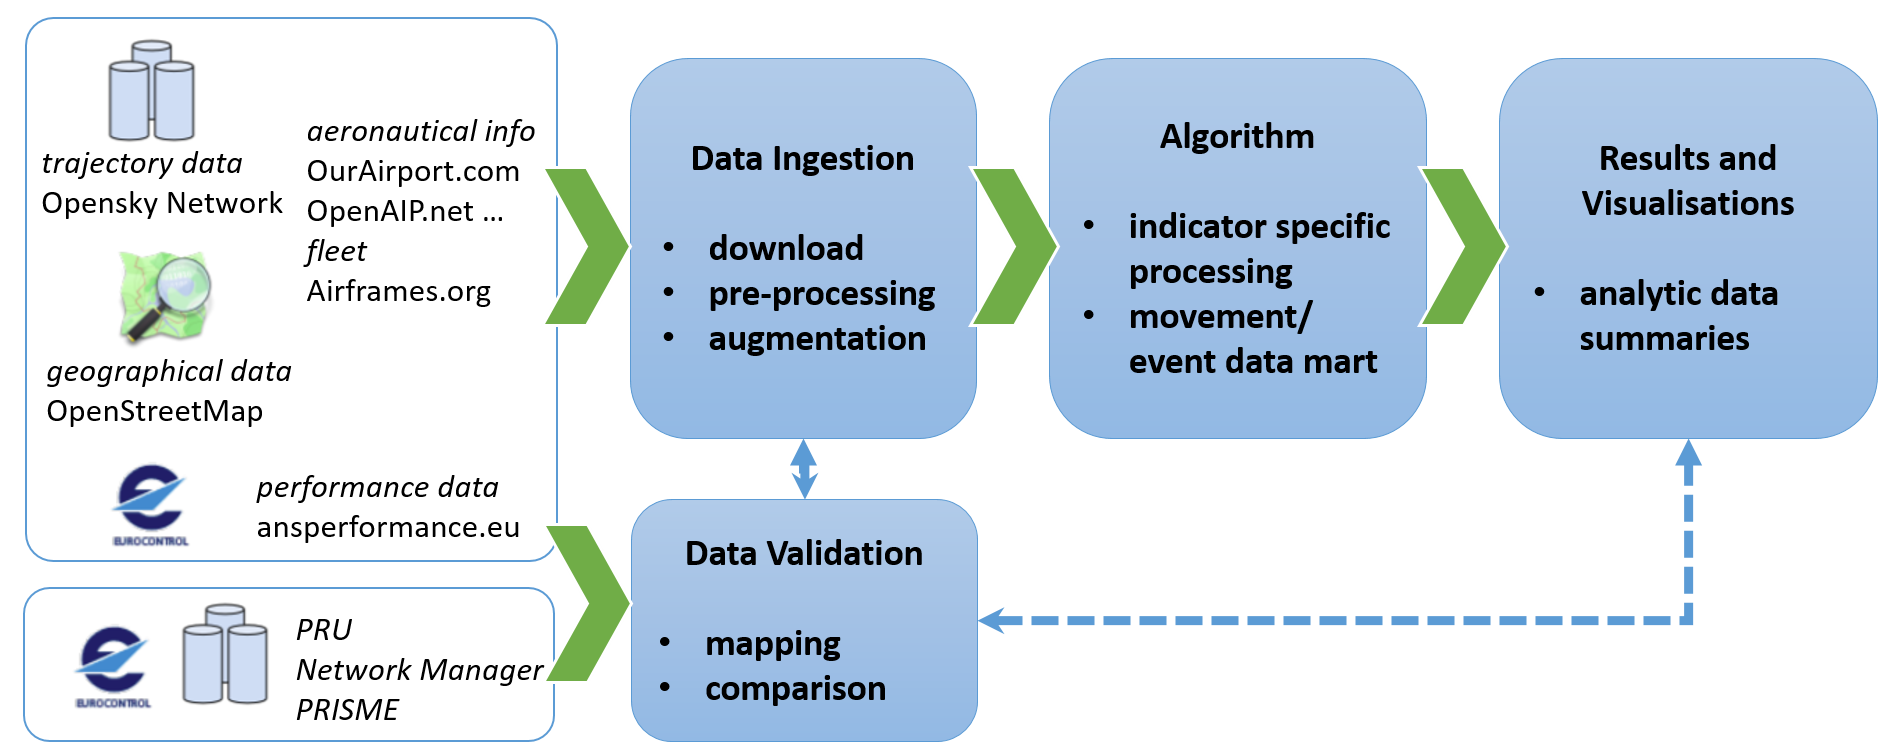 trajectory data
Opensky Network
aeronautical info
OurAirport.com
OpenAIP.net ...
fleet
Airframes.org
geographical data
OpenStreetMap
EUROCONTROL
performance data
ansperformance.eu
EUROCONTROL
PRU
Network Manager
PRISME
Data Ingestion
• download
• pre-processing
• augmentation
Data Validation
• mapping
• comparison
Algorithm
• indicator specific
processing
• movement/
event data mart
Results and
Visualisations
• analytic data
summaries